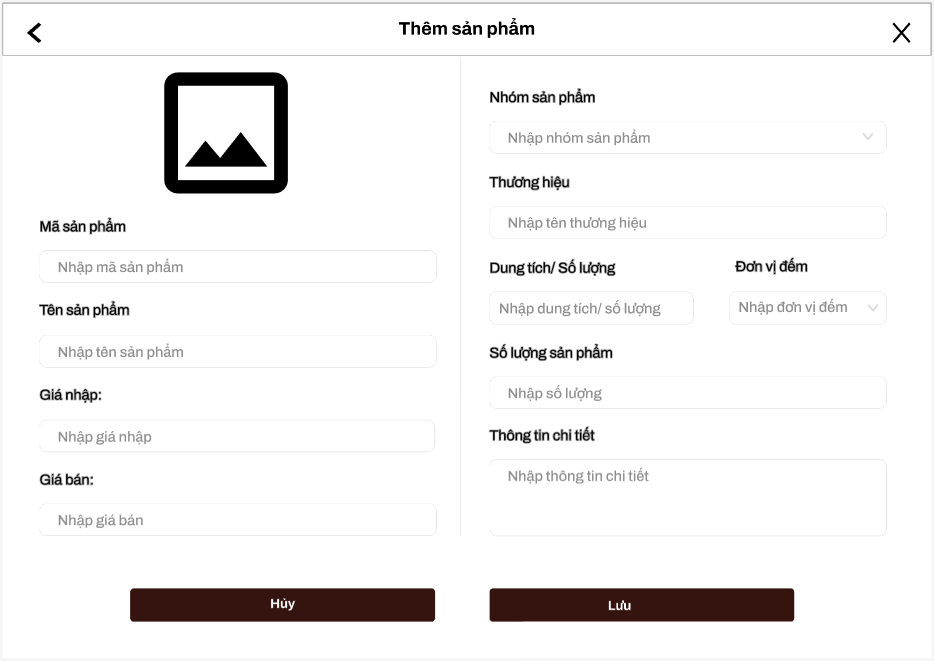 Thêm sản phẩm
Mã sản phẩm
Nhập mã sản phẩm
Tên sản phẩm
Nhập tên sản phẩm
Giá nhập:
Nhập giá nhập
Giá bán:
Nhập giá bán
Nhóm sản phẩm
Nhập nhóm sản phẩm
Thương hiệu
Nhập tên thương hiệu
Dung tích/ Số lượng
Đơn vị đếm
Nhập dung tích/ số lượng
Nhập đơn vị đếm
Số lượng sản phẩm
Nhập số lượng
Thông tin chi tiết
Nhập thông tin chi tiết
Hủy
Lưu